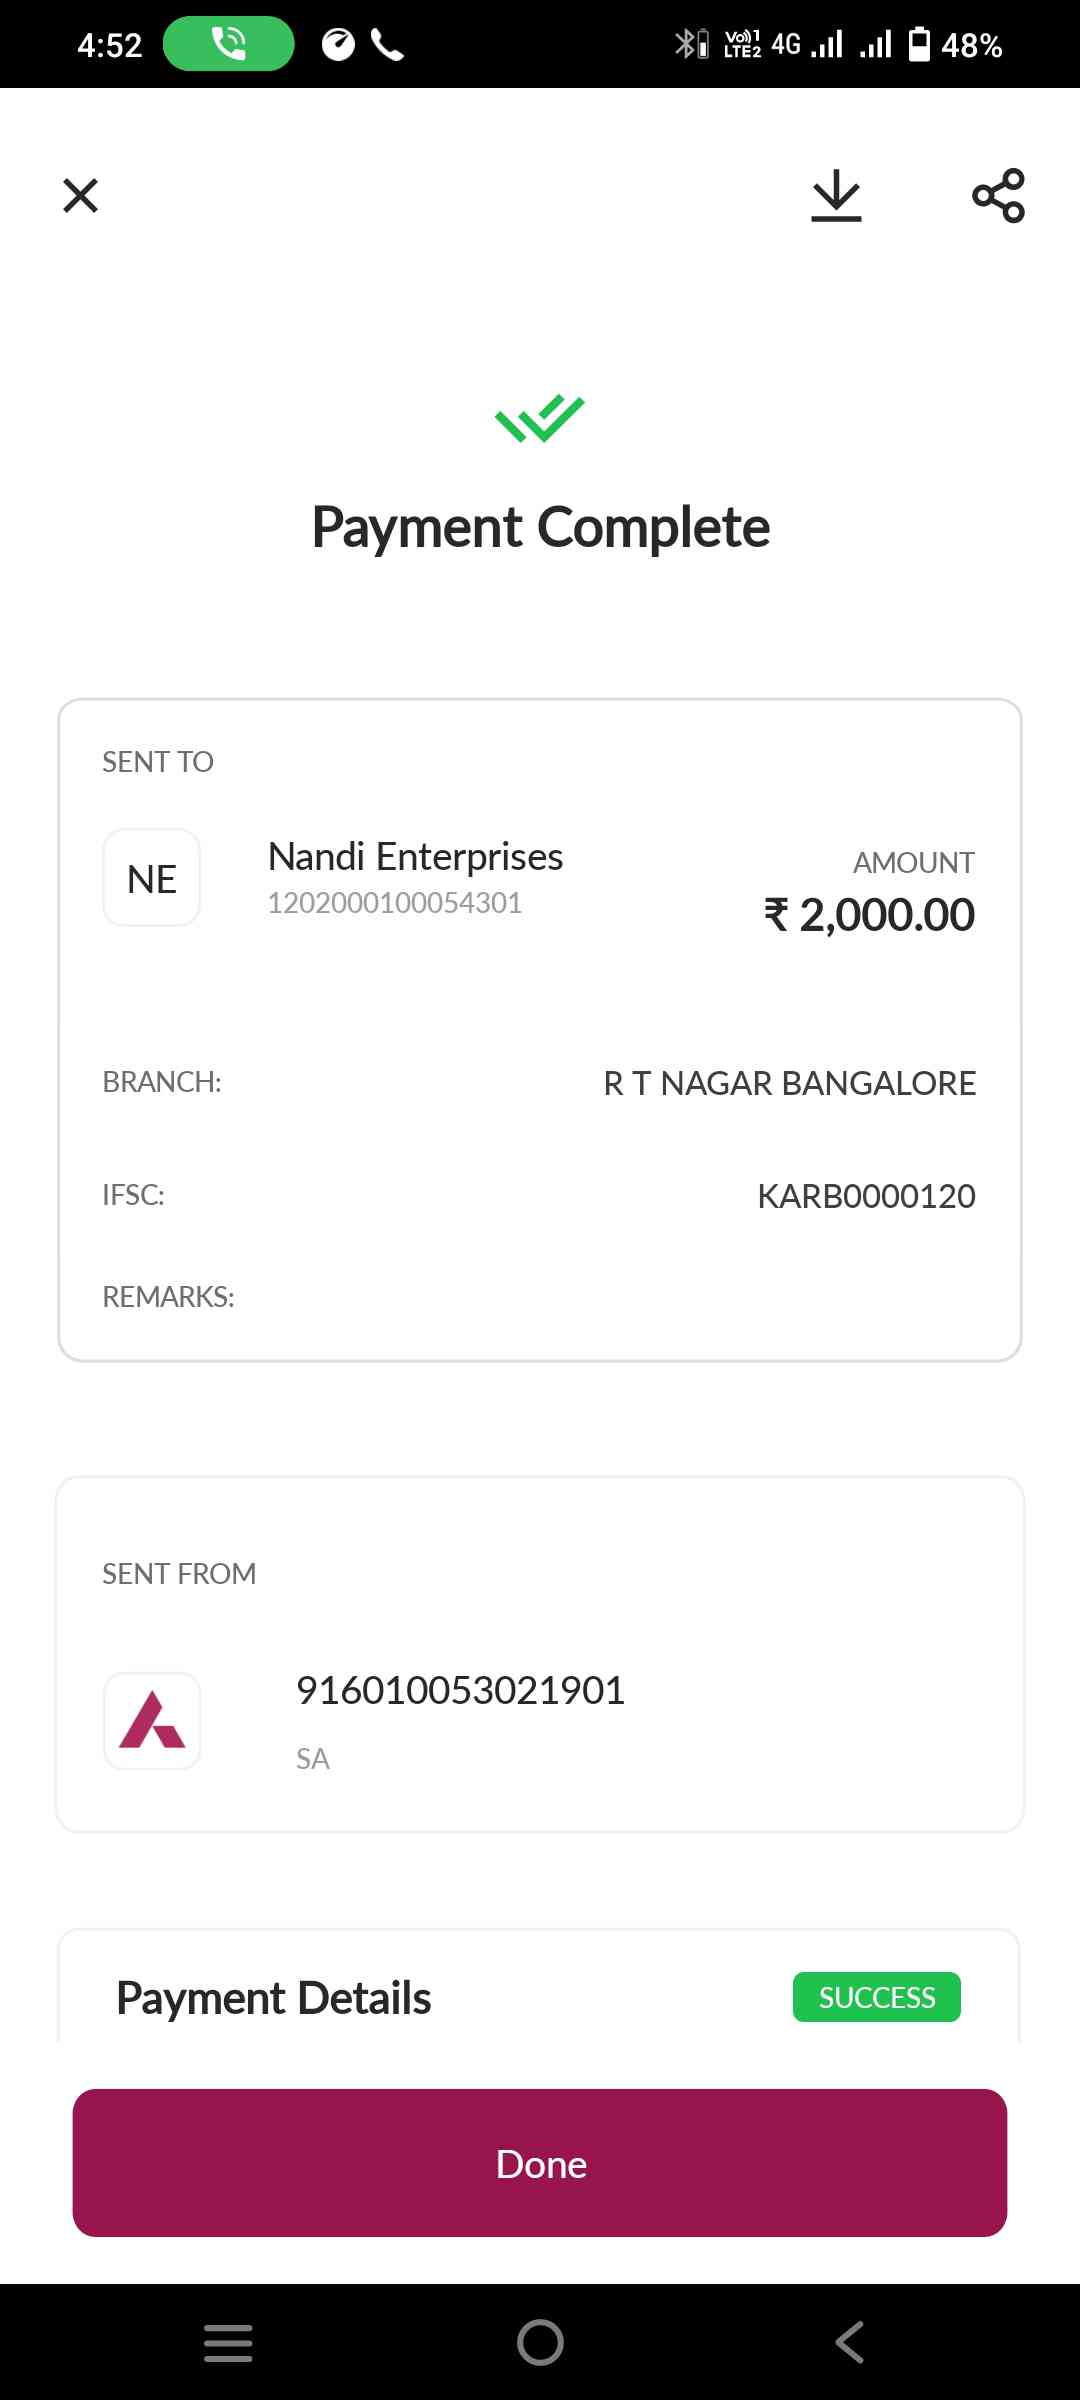 4:52
Vo)) 1
LTE2
4G
48%
Payment Complete
SENT TO
NE
Nandi Enterprises
1202000100054301
AMOUNT
₹ 2,000.00
BRANCH:
R T NAGAR BANGALORE
IFSC:
KARB0000120
REMARKS:
SENT FROM
916010053021901
SA
Payment Details
SUCCESS
Done